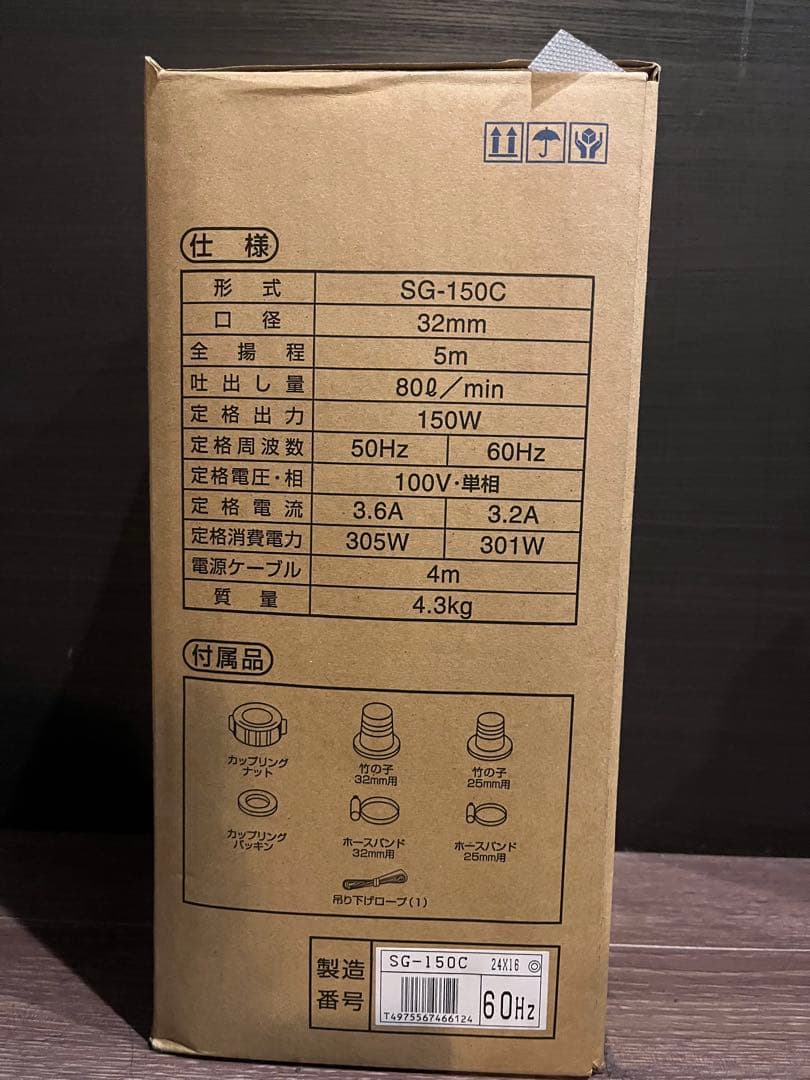 仕様
形式 SG-150C
口径 32mm
全揚程 5m
吐出し量 80ℓ/min
定格出力 150W
定格周波数 50Hz 60Hz
定格電圧・相 100V・単相
定格電流 3.6A 3.2A
定格消費電力 305W 301W
電源ケーブル 4m
質量 4.3kg
付属品
カップリング
ナット
竹の子
32mm用
竹の子
25mm用
カップリング
パッキン
ホースバンド
32mm用
ホースバンド
25mm用
吊り下げロープ(1)
製造
番号
SG-150C 24X16 ◎
T4975567466124
60Hz